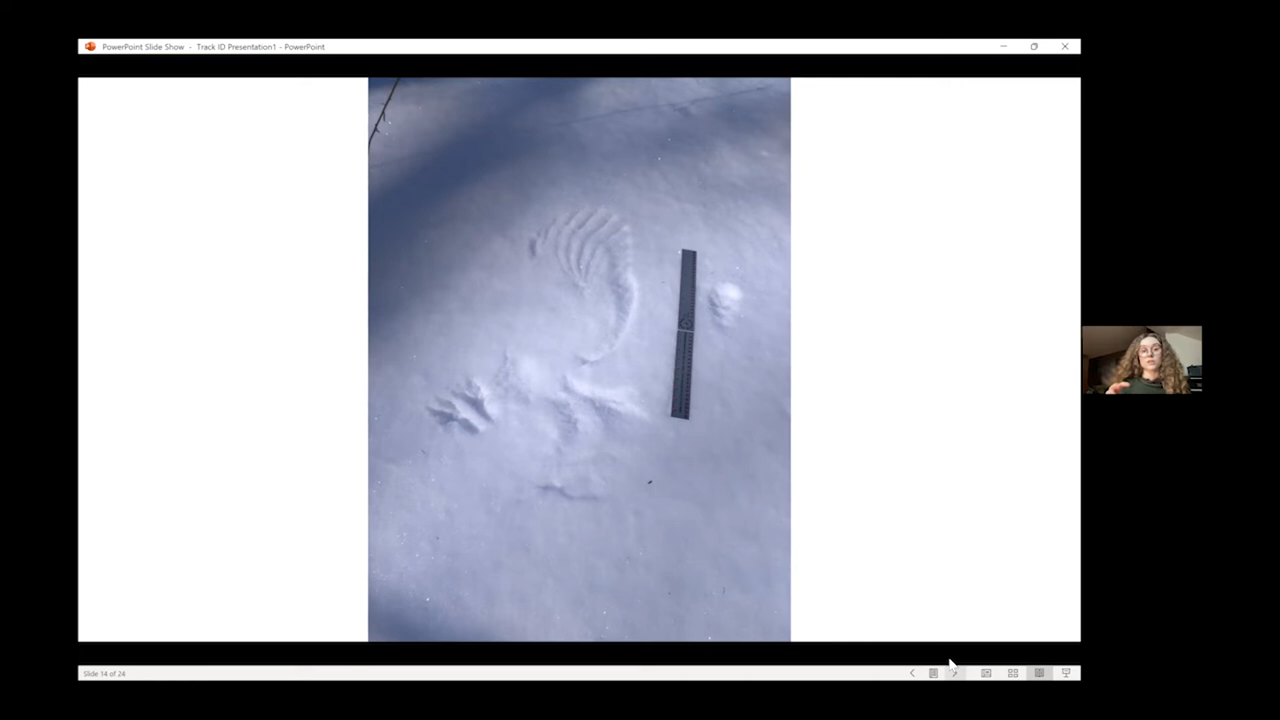 PowerPoint Slide Show - Track ID Presentation1 - PowerPoint
Slide 14 of 24